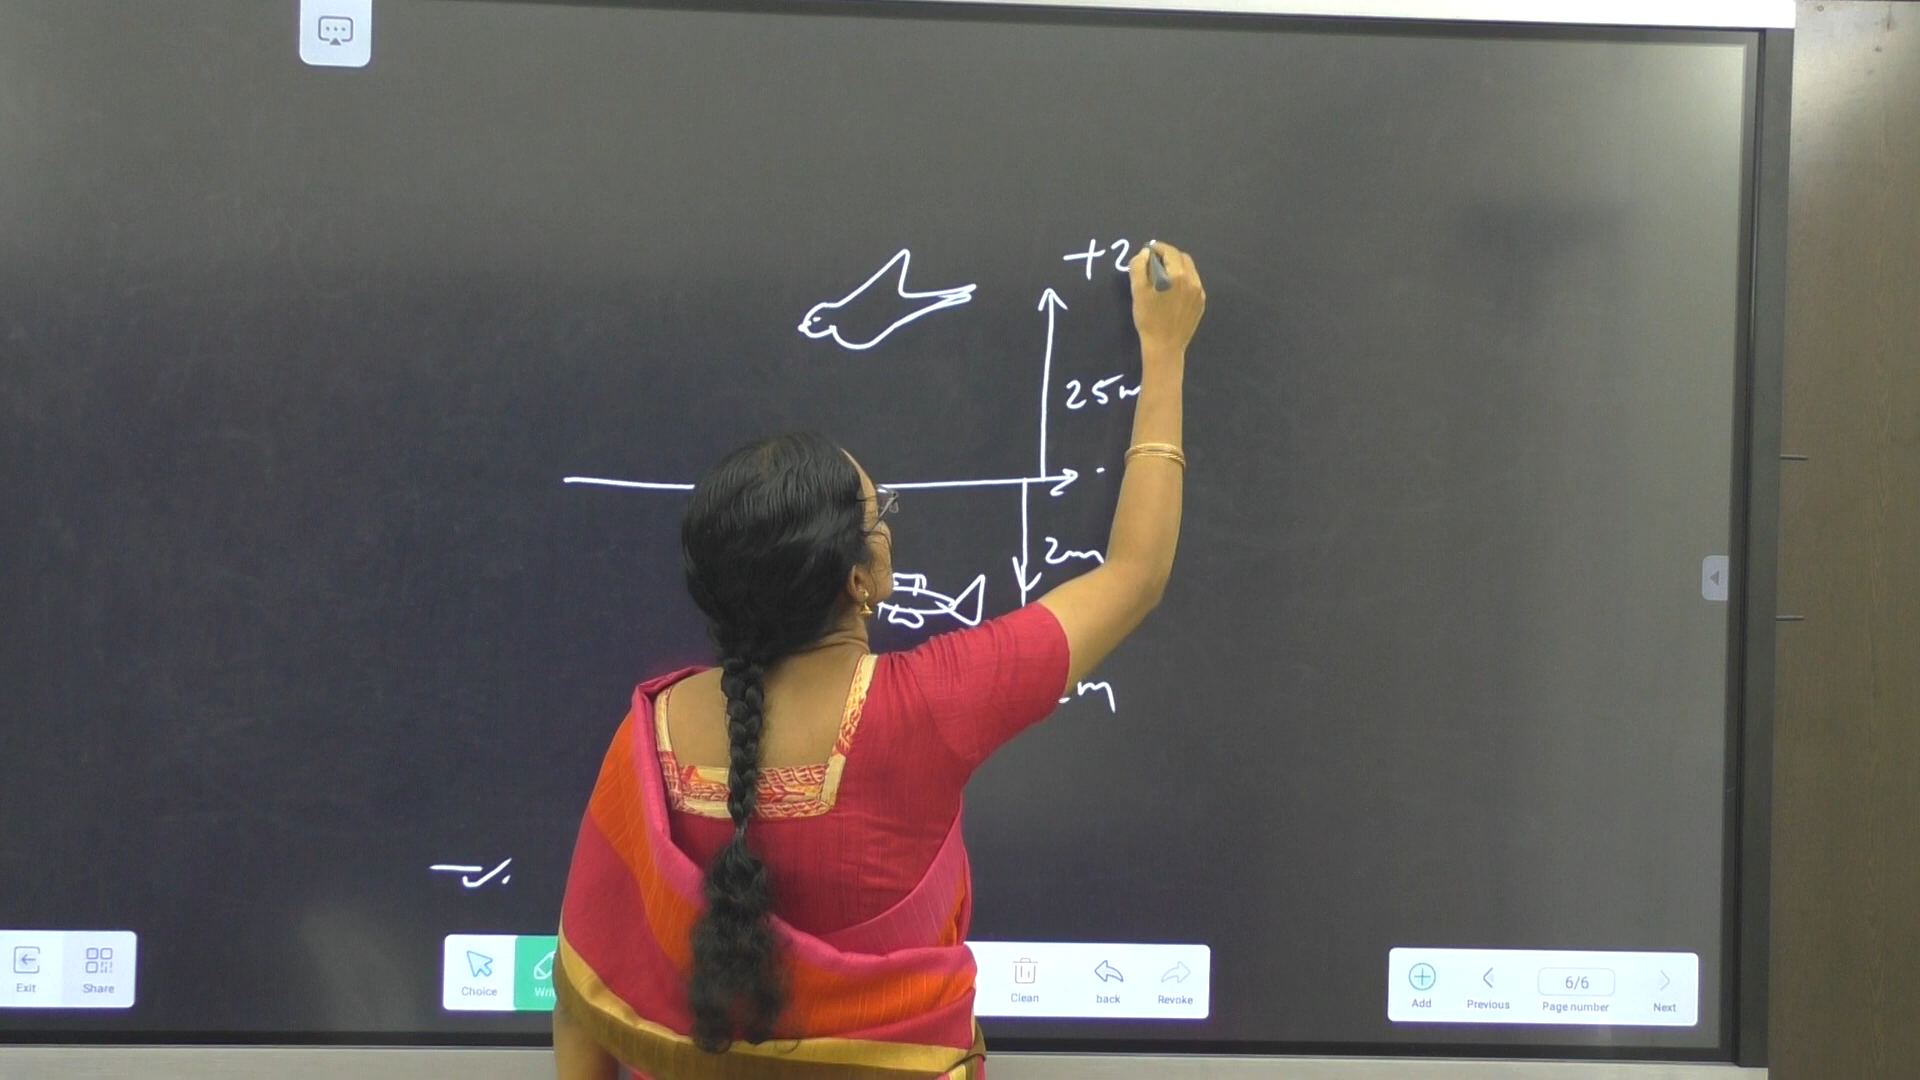 +2
25m
2m
m
Exit
Share
Choice
Clean
back
Revoke
Add
Previous
6/6
Page number
Next